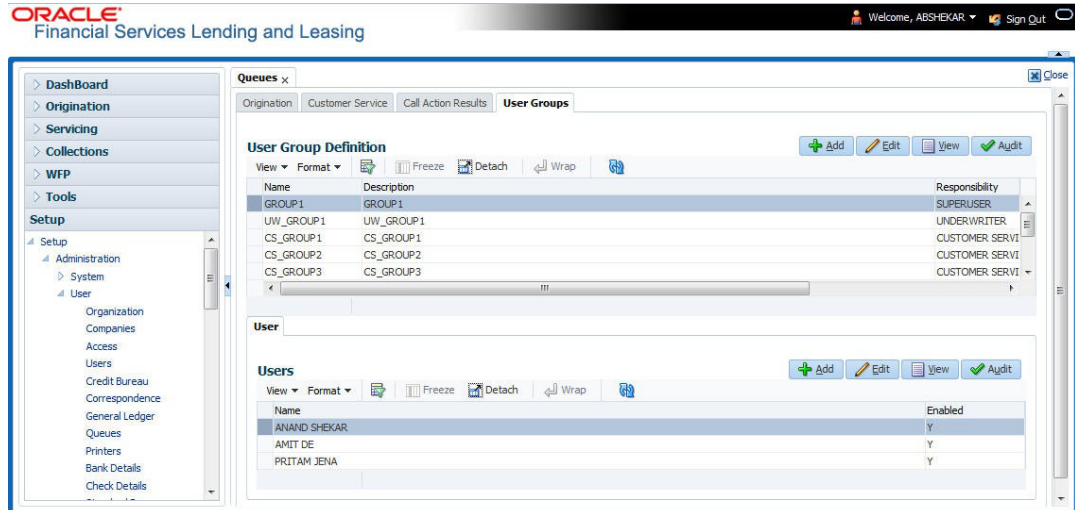 ORACLE
Financial Services Lending and Leasing
Welcome, ABSHEKAR Sign Out
DashBoard
Origination
Servicing
Collections
WFP
Tools
Setup
Setup
Administration
System
User
Organization
Companies
Access
Users
Credit Bureau
Correspondence
General Ledger
Queues
Printers
Bank Details
Check Details
Queues x
Close
Origination Customer Service Call Action Results User Groups
User Group Definition
Add Edit View Audit
View Format Freeze Detach Wrap
Name Description Responsibility
GROUP1 GROUP1 SUPERUSER
UW_GROUP1 UW_GROUP1 UNDERWRITER
CS_GROUP1 CS_GROUP1 CUSTOMER SERVI
CS_GROUP2 CS_GROUP2 CUSTOMER SERVI
CS_GROUP3 CS_GROUP3 CUSTOMER SERVI
User
Users
Add Edit View Audit
View Format Freeze Detach Wrap
Name Enabled
ANAND SHEKAR Y
AMIT DE Y
PRITAM JENA Y